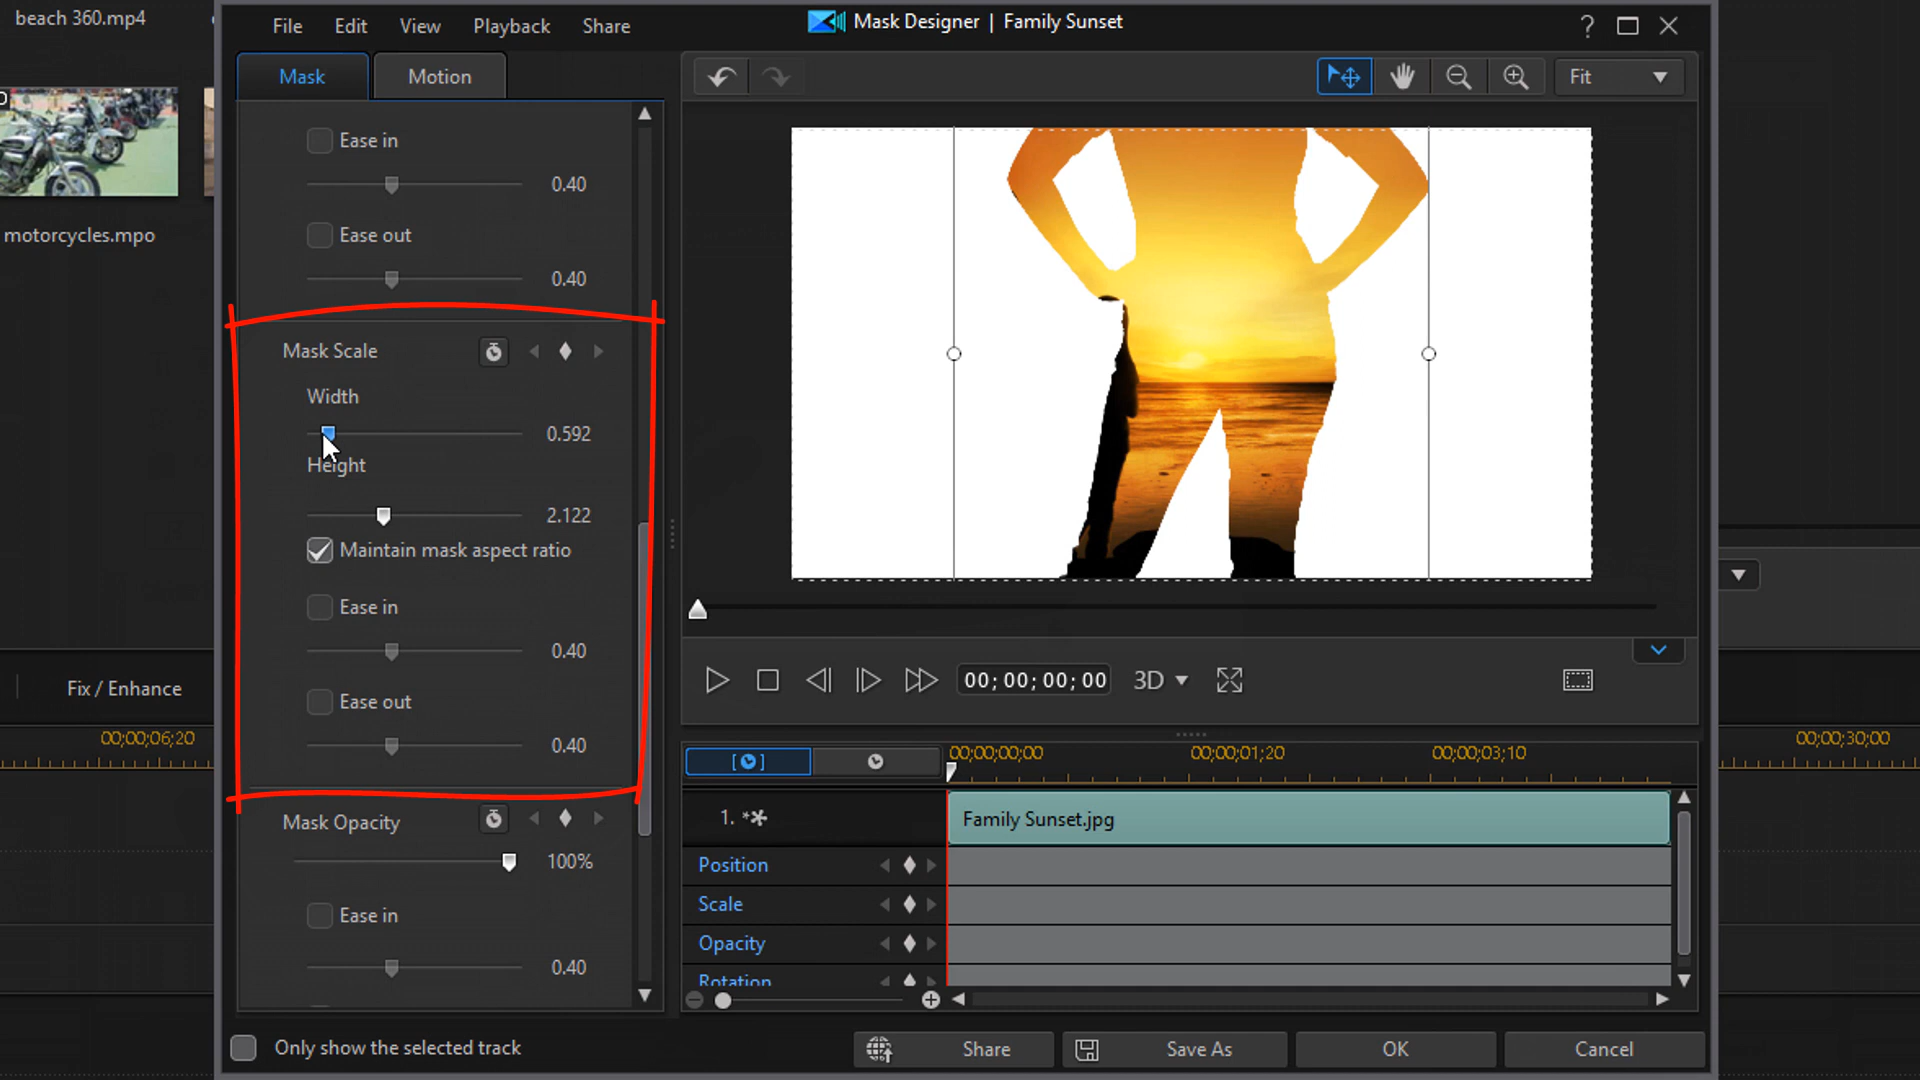 beach 360.mp4
motorcycles.mpo
Fix / Enhance
00;00;06;20
File Edit View Playback Share
Mask Designer | Family Sunset
?
Mask Motion
Ease in
0.40
Ease out
0.40
Mask Scale
Width
0.592
Height
2.122
Maintain mask aspect ratio
Ease in
0.40
Ease out
0.40
Mask Opacity
100%
Ease in
0.40
Fit
00;00;00;00
3D
00;00;00;00 00;00;01;20 00;00;03;10
1.
Family Sunset.jpg
Position
Scale
Opacity
Rotation
Only show the selected track
Share Save As OK Cancel
00;00;30;00